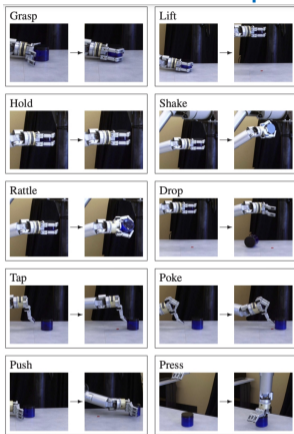 Grasp
Lift
Hold
Shake
Rattle
Drop
Tap
Poke
Push
Press